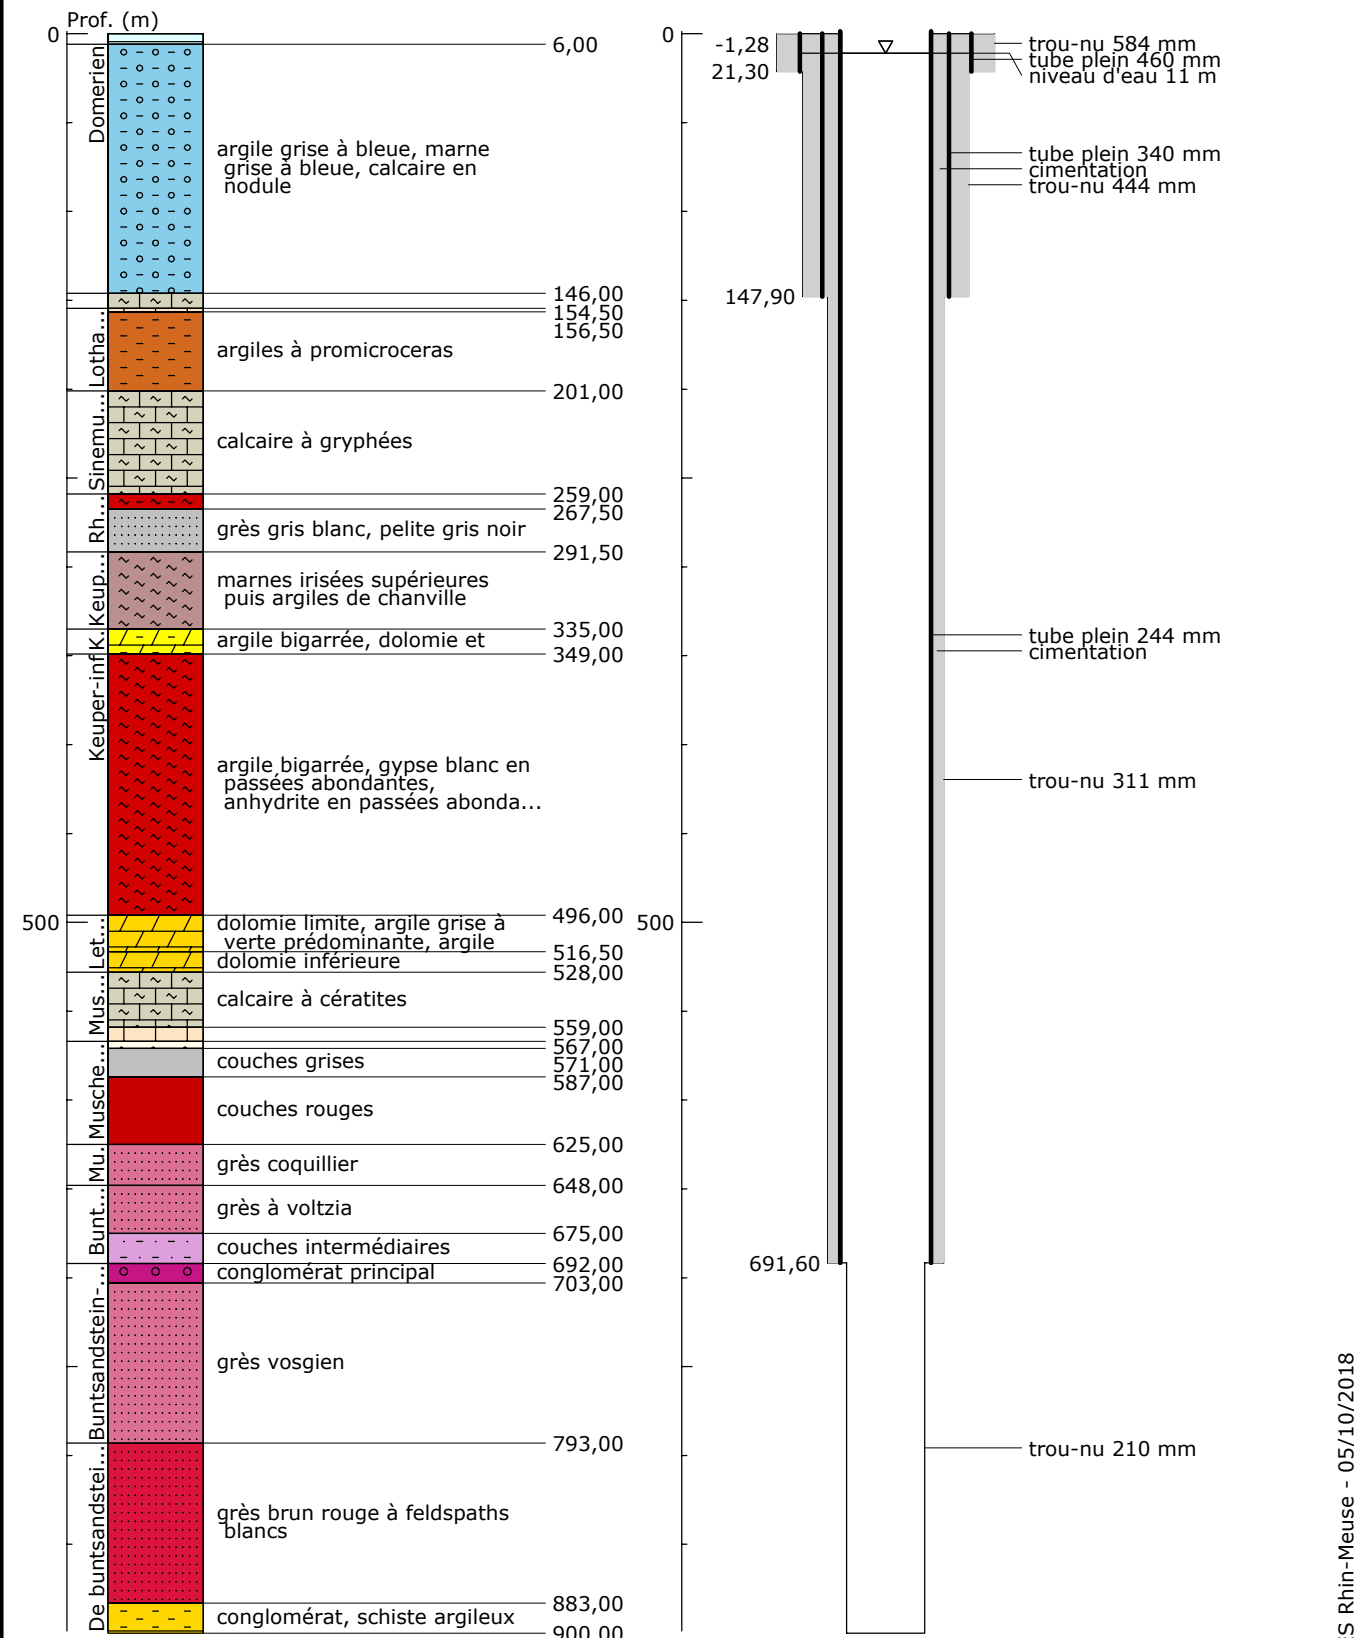 Prof. (m)
0
500
Domerien
Lotha...
Sinemu...
Rh...
Keup...
K.
Keuper-inf
Let...
Mus...
Musche...
Mu.
Bunt...
Buntsandstein-...
De buntsandstei...
argile grise à bleue, marne
grise à bleue, calcaire en
nodule
argiles à promicroceras
calcaire à gryphées
grès gris blanc, pelite gris noir
marnes irisées supérieures
puis argiles de chanville
argile bigarrée, dolomie et
argile bigarrée, gypse blanc en
passées abondantes,
anhydrite en passées abonda...
dolomie limite, argile grise à
verte prédominante, argile
dolomie inférieure
calcaire à cératites
couches grises
couches rouges
grès coquillier
grès à voltzia
couches intermédiaires
conglomérat principal
grès vosgien
grès brun rouge à feldspaths
blancs
conglomérat, schiste argileux
6,00
146,00
154,50
156,50
201,00
259,00
267,50
291,50
335,00
349,00
496,00
516,50
528,00
559,00
567,00
571,00
587,00
625,00
648,00
675,00
692,00
703,00
793,00
883,00
900,00
0
500
-1,28
21,30
147,90
691,60
trou-nu 584 mm
tube plein 460 mm
niveau d'eau 11 m
tube plein 340 mm
cimentation
trou-nu 444 mm
tube plein 244 mm
cimentation
trou-nu 311 mm
trou-nu 210 mm
ES Rhin-Meuse - 05/10/2018